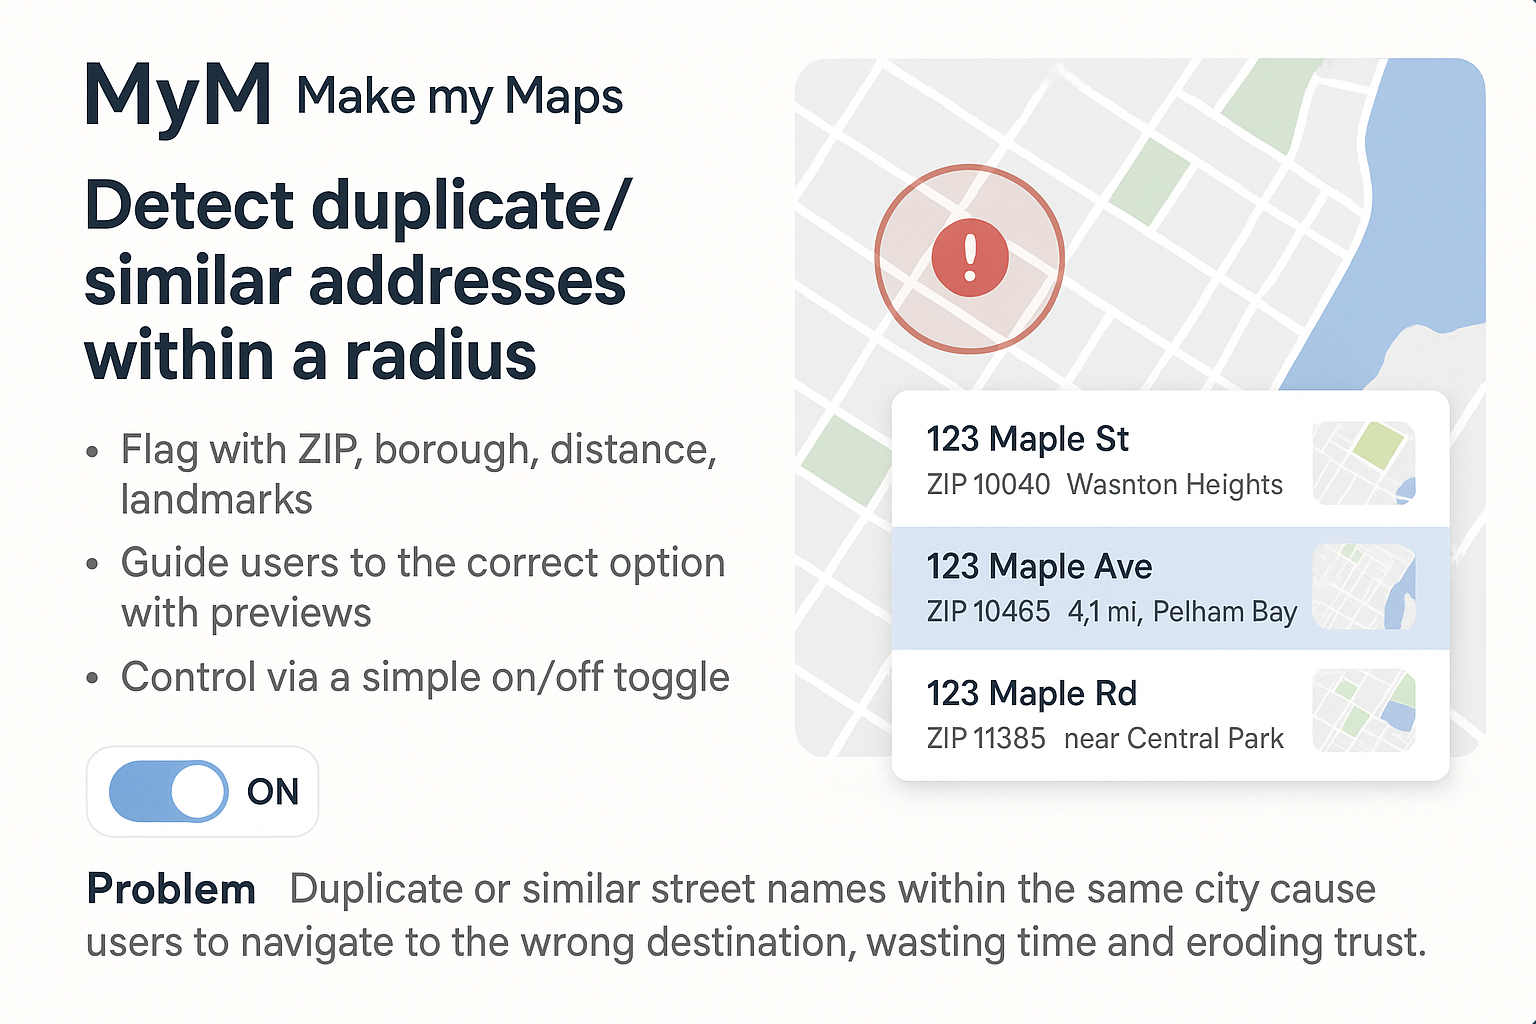 MyM Make my Maps
Detect duplicate/
similar addresses
within a radius
• Flag with ZIP, borough, distance,
landmarks
• Guide users to the correct option
with previews
• Control via a simple on/off toggle
ON
!
123 Maple St
ZIP 10040 Wasnton Heights
123 Maple Ave
ZIP 10465 4,1 mi, Pelham Bay
123 Maple Rd
ZIP 11385 near Central Park
Problem Duplicate or similar street names within the same city cause
users to navigate to the wrong destination, wasting time and eroding trust.